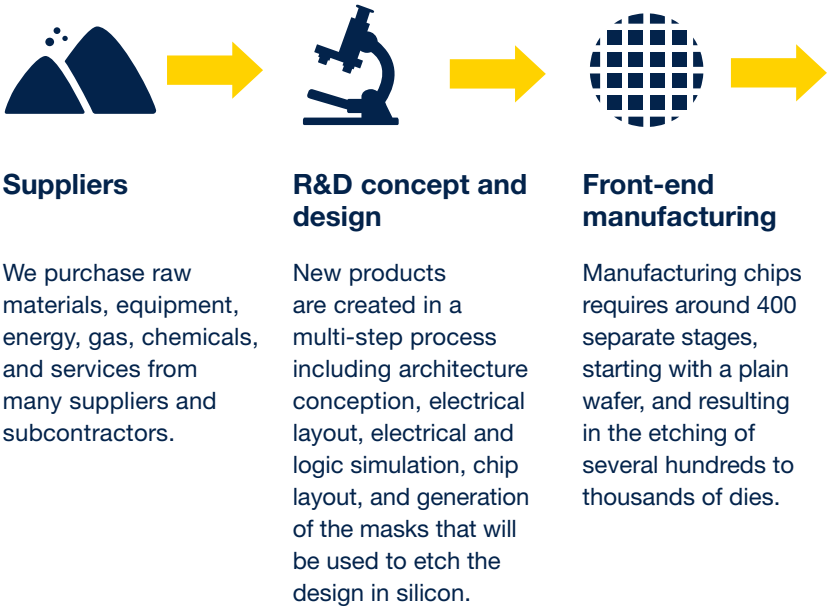 Suppliers
We purchase raw
materials, equipment,
energy, gas, chemicals,
and services from
many suppliers and
subcontractors.
R&D concept and
design
New products
are created in a
multi-step process
including architecture
conception, electrical
layout, electrical and
logic simulation, chip
layout, and generation
of the masks that will
be used to etch the
design in silicon.
Front-end
manufacturing
Manufacturing chips
requires around 400
separate stages,
starting with a plain
wafer, and resulting
in the etching of
several hundreds to
thousands of dies.